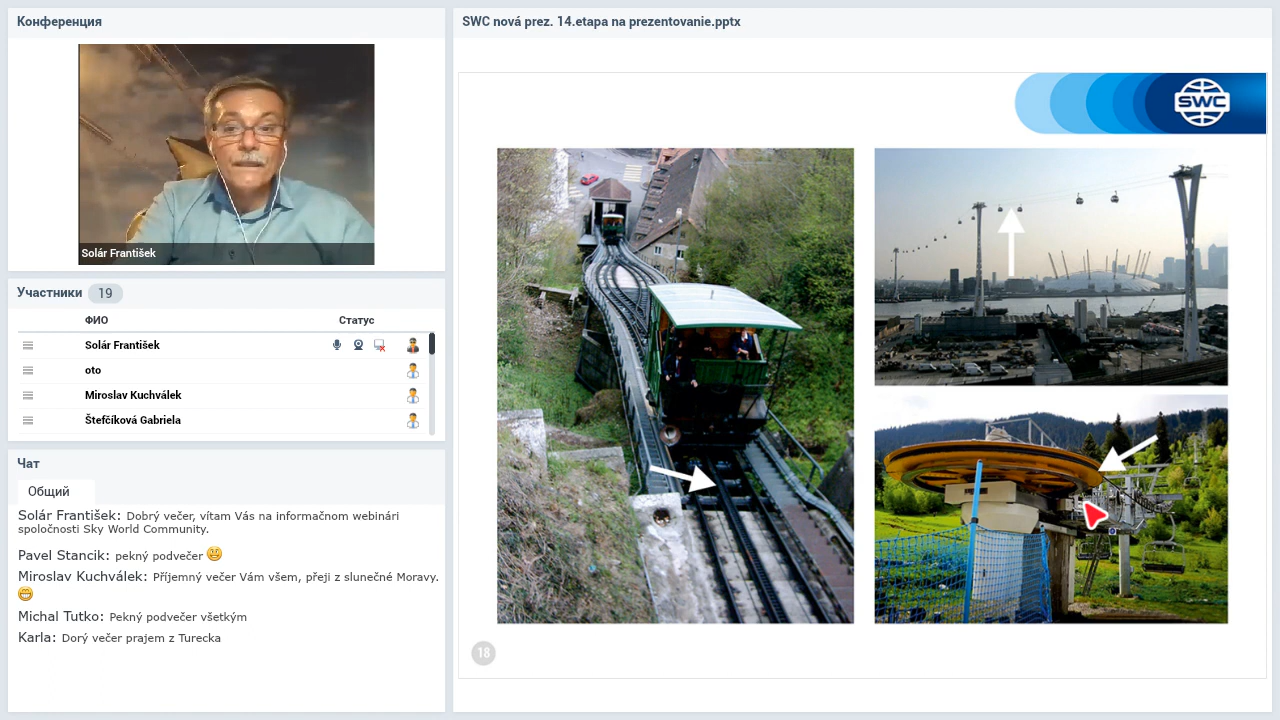 Конференция
Solár František
Участники 19
ФИО Статус
Solár František
oto
Miroslav Kuchválek
Štefčíková Gabriela
Чат
Общий
Solár František: Dobrý večer, vítam Vás na informačnom webinári
spoločnosti Sky World Community.
Pavel Stancik: pekný podvečer
Miroslav Kuchválek: Příjemný večer Vám všém, přeji z slunečné Moravy.
Michal Tutko: Pekný podvečer všetkým
Karla: Dorý večer prajem z Turecka
SWC nová prez. 14.etapa na prezentovanie.pptx
SWC
18